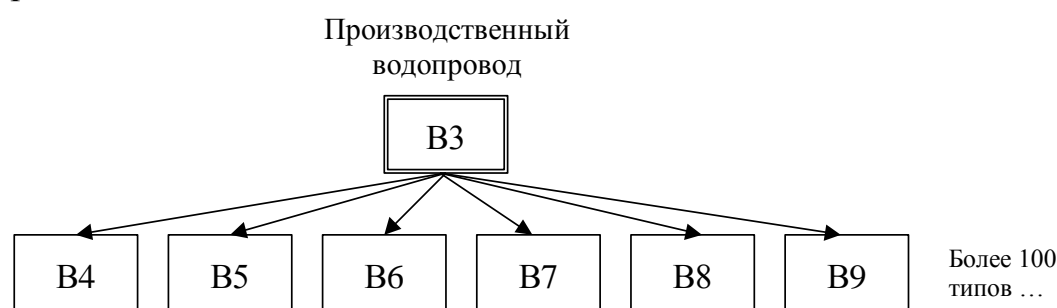 Производственный
водопровод
В3
В4
В5
В6
В7
В8
В9
Более 100
типов ...